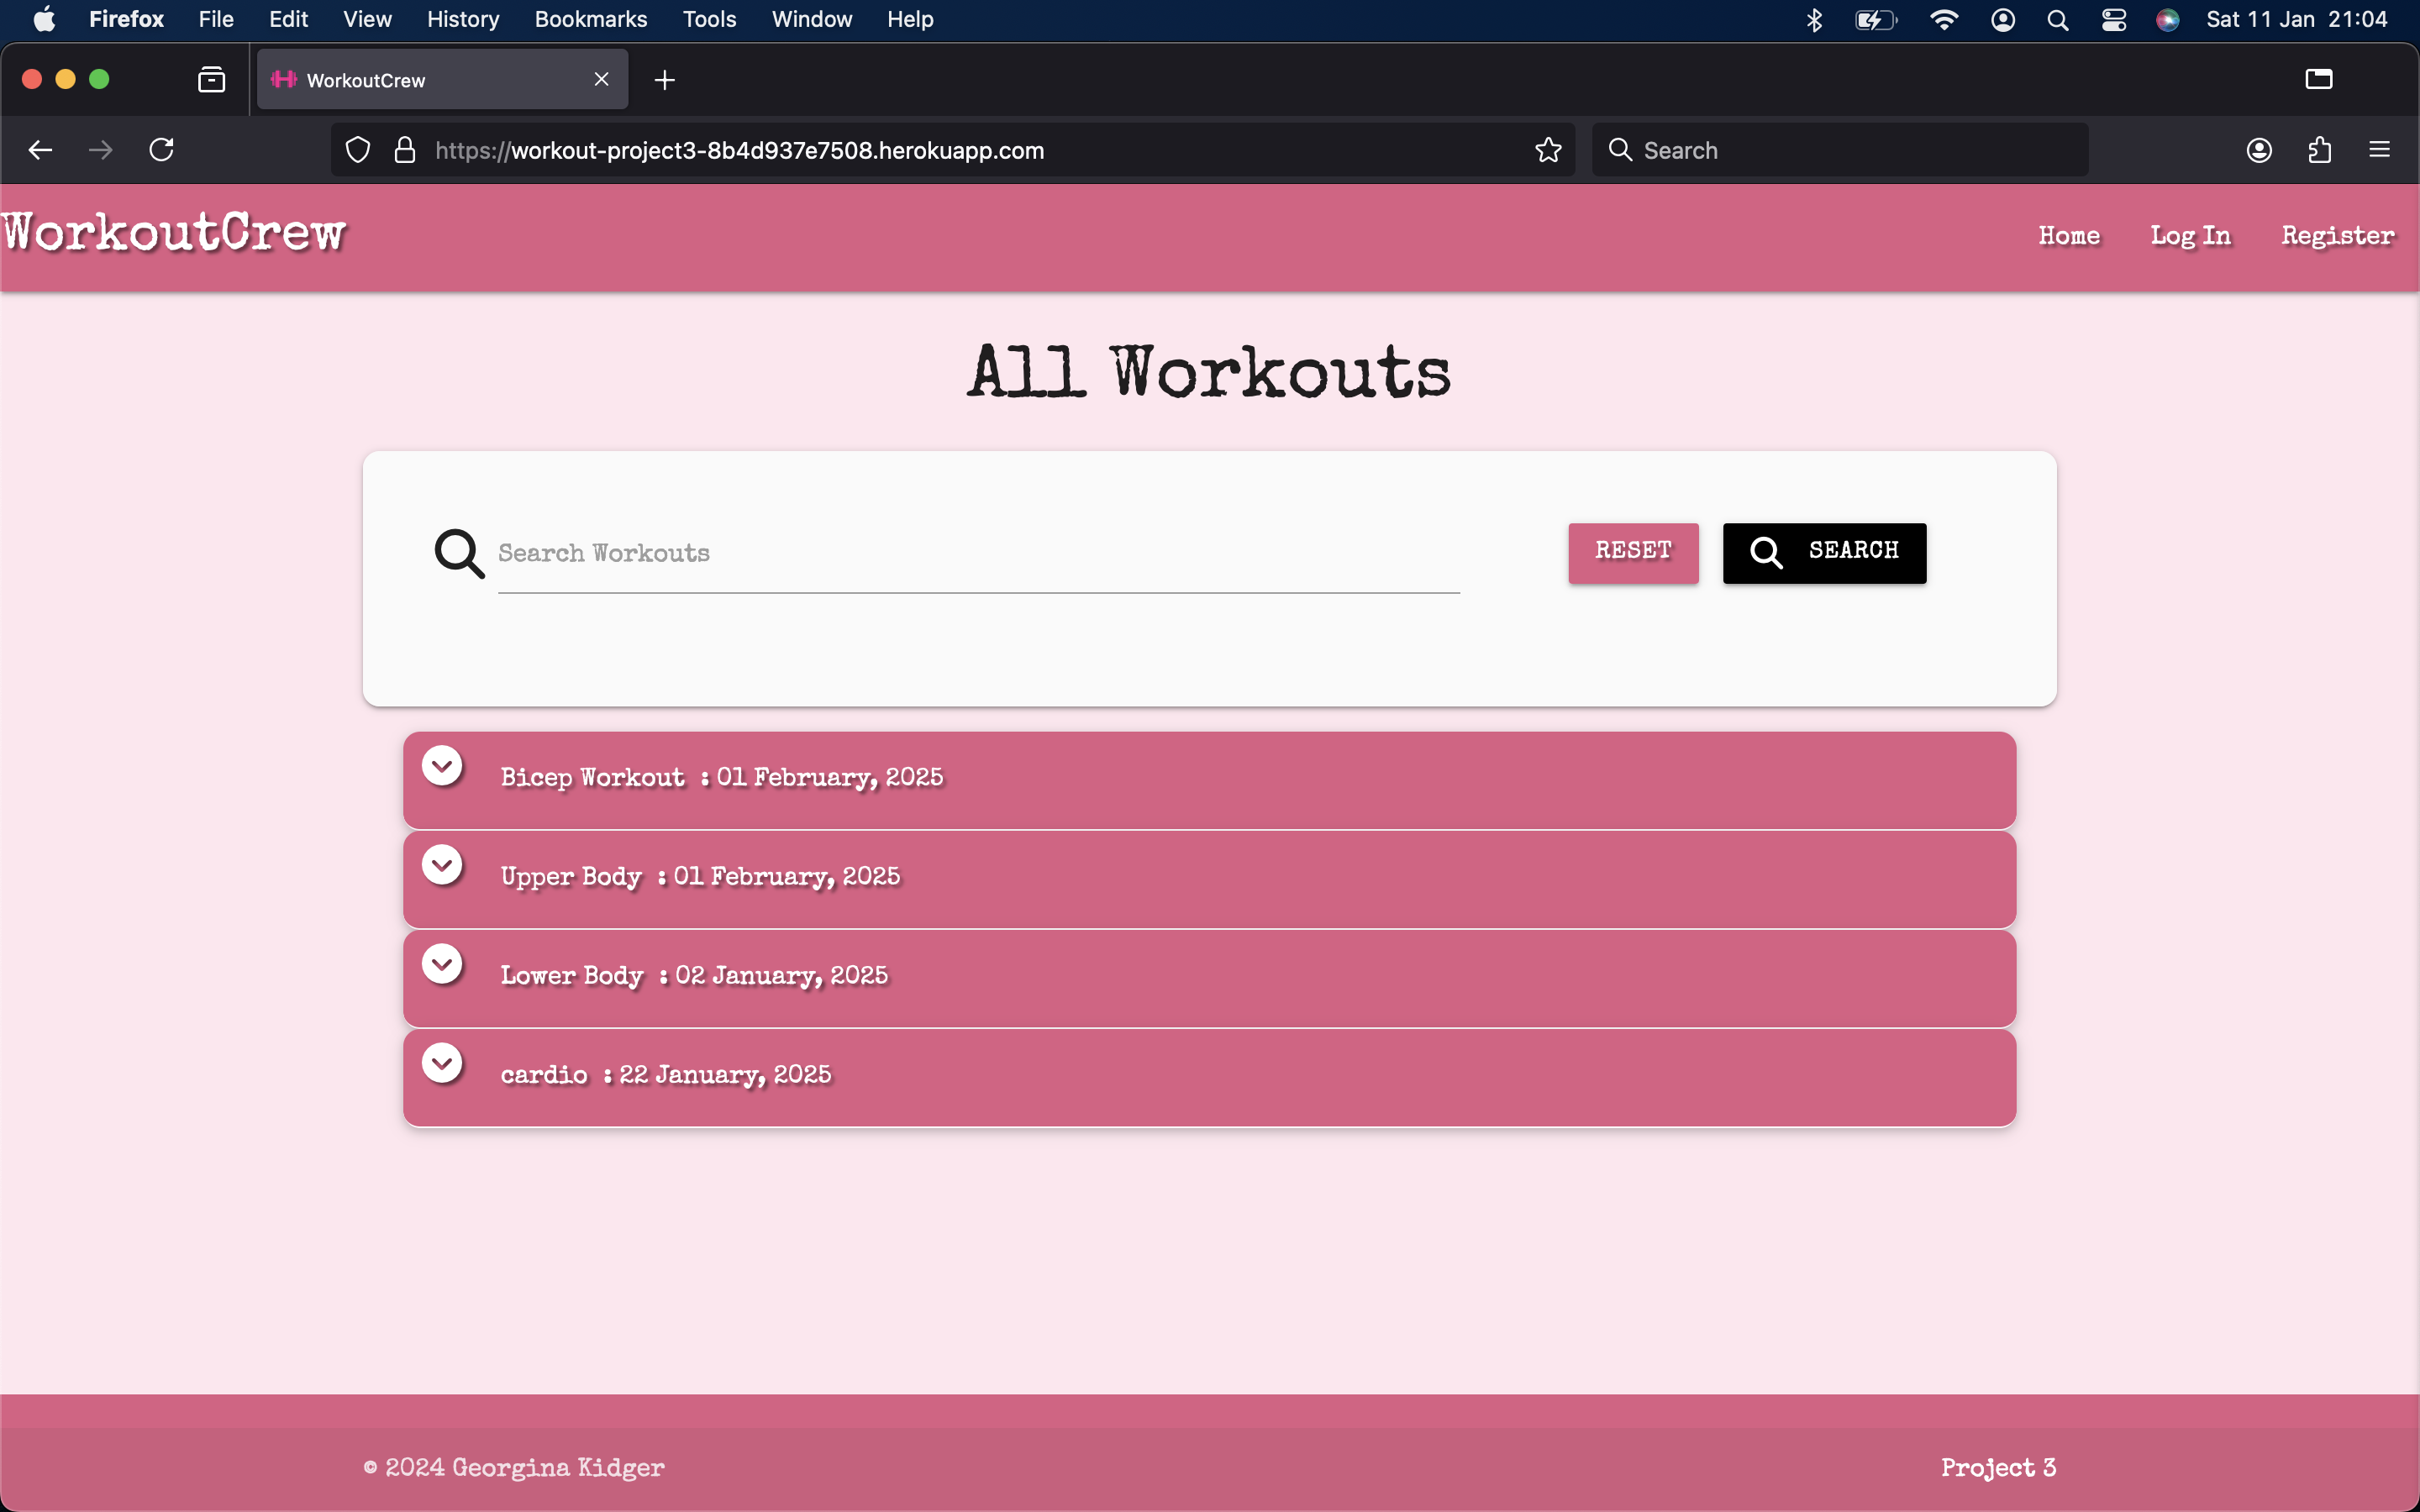 Firefox File Edit View History Bookmarks Tools Window Help Sat 11 Jan 21:04
WorkoutCrew
https://workout-project3-8b4d937e7508.herokuapp.com Search
WorkoutCrew Home Log In Register
All Workouts
Search Workouts RESET SEARCH
Bicep Workout : 01 February, 2025
Upper Body : 01 February, 2025
Lower Body : 02 January, 2025
cardio : 22 January, 2025
© 2024 Georgina Kidger Project 3